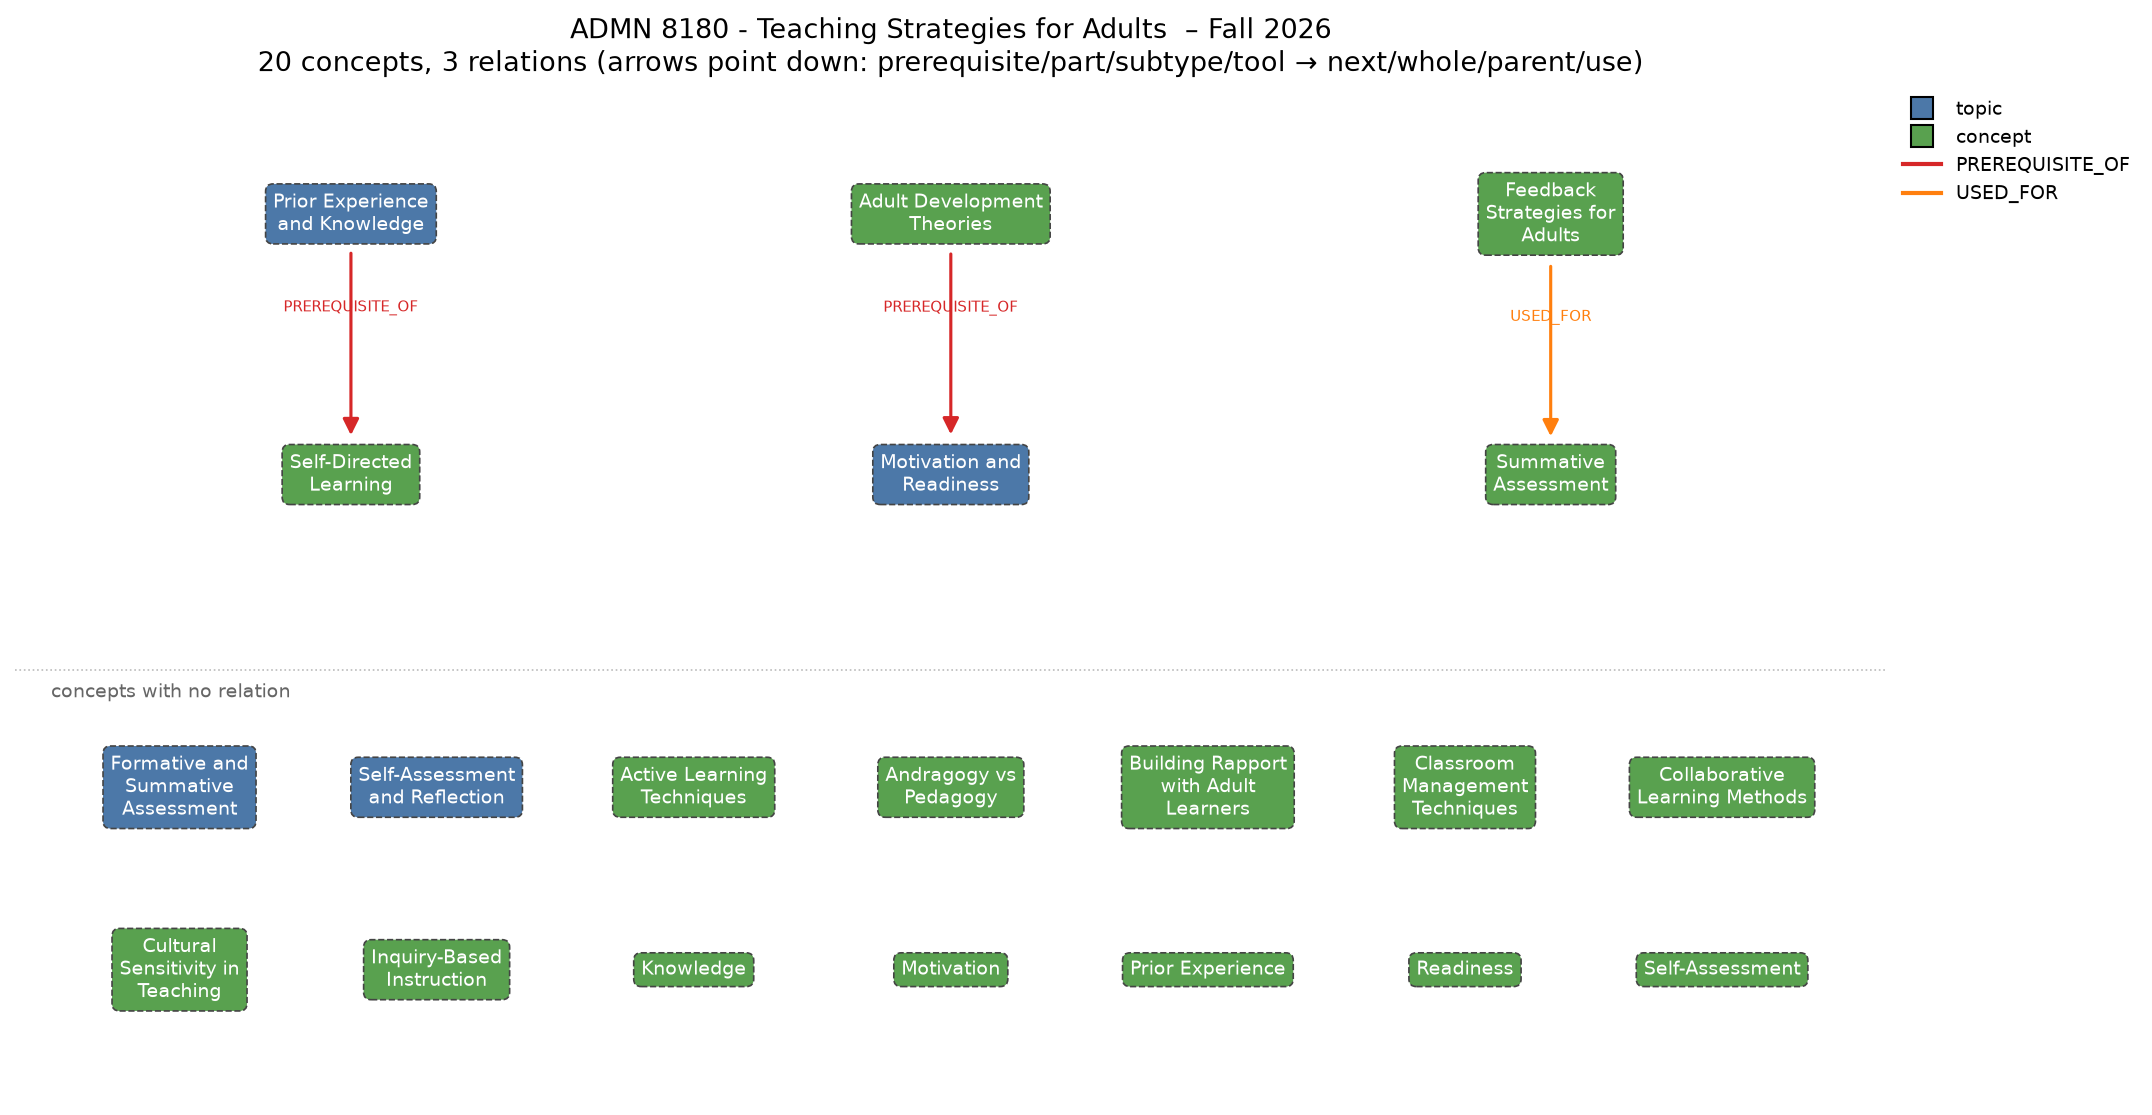 ADMN 8180 - Teaching Strategies for Adults – Fall 2026
20 concepts, 3 relations (arrows point down: prerequisite/part/subtype/tool → next/whole/parent/use)
topic
concept
PREREQUISITE_OF
USED_FOR
Prior Experience
and Knowledge
Adult Development
Theories
Feedback
Strategies for
Adults
PREREQUISITE_OF
PREREQUISITE_OF
USED_FOR
Self-Directed
Learning
Motivation and
Readiness
Summative
Assessment
concepts with no relation
Formative and
Summative
Assessment
Self-Assessment
and Reflection
Active Learning
Techniques
Andragogy vs
Pedagogy
Building Rapport
with Adult
Learners
Classroom
Management
Techniques
Collaborative
Learning Methods
Cultural
Sensitivity in
Teaching
Inquiry-Based
Instruction
Knowledge
Motivation
Prior Experience
Readiness
Self-Assessment